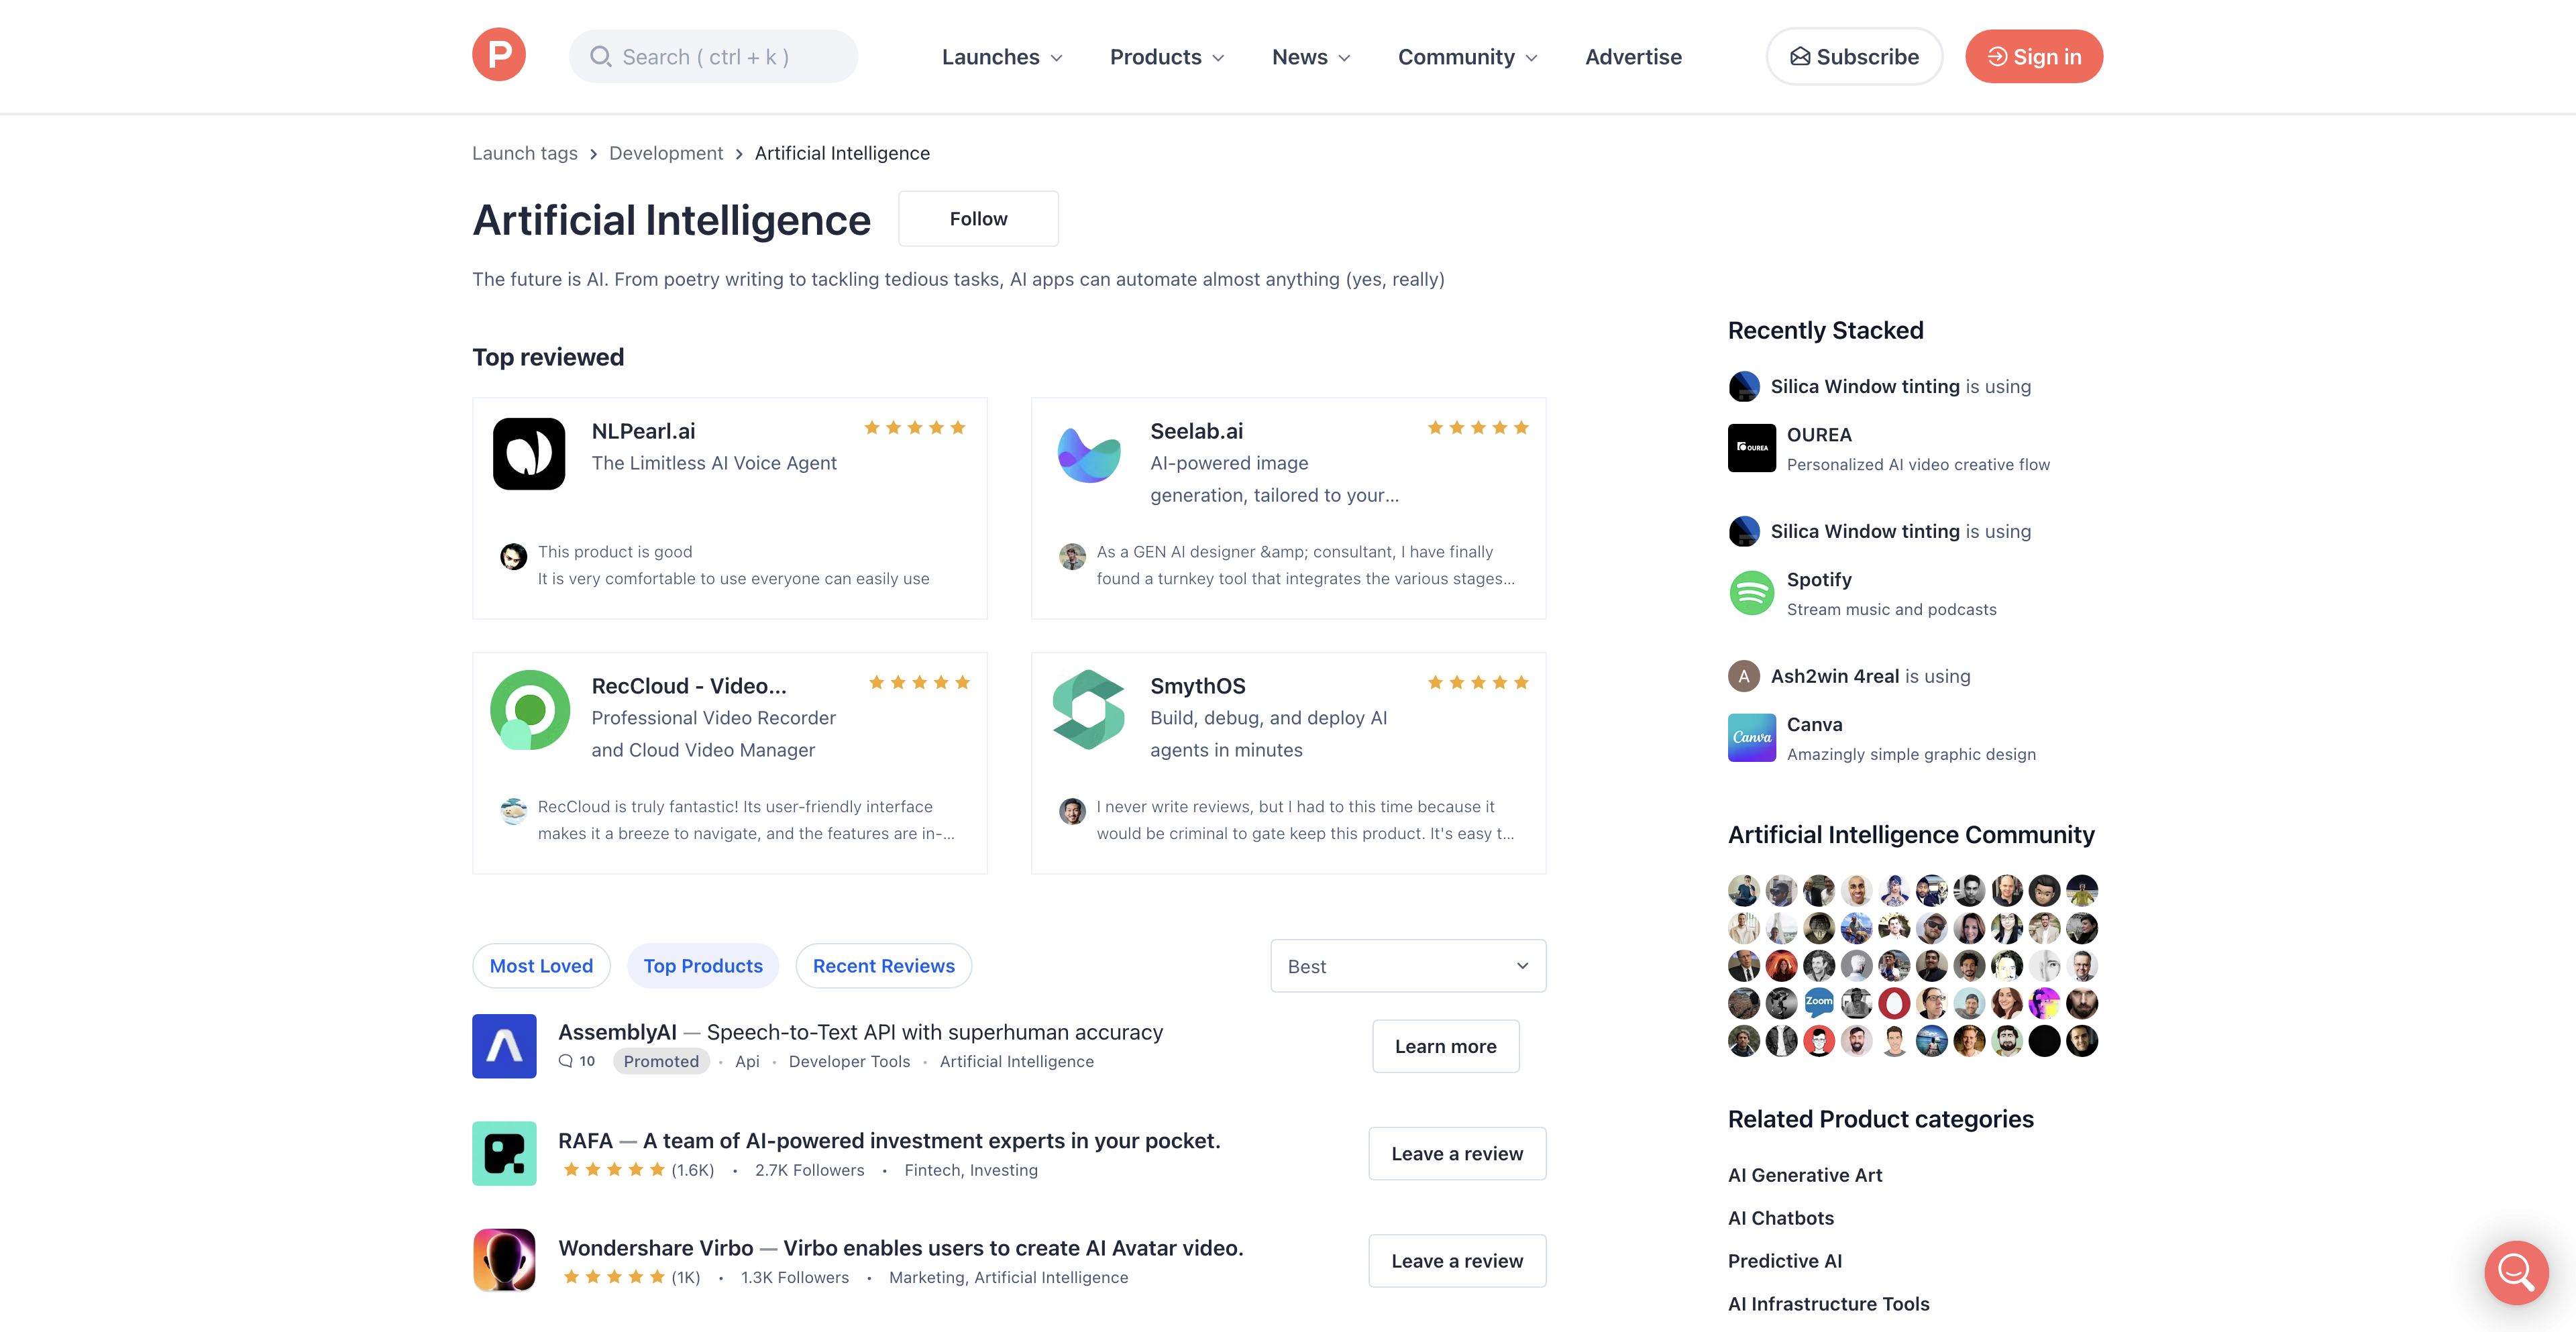 P
Search ( ctrl + k )
Launches
Products
News
Community
Advertise
Subscribe
Sign in
Launch tags > Development > Artificial Intelligence
Artificial Intelligence
Follow
The future is AI. From poetry writing to tackling tedious tasks, AI apps can automate almost anything (yes, really)
Top reviewed
NLPearl.ai
The Limitless AI Voice Agent
This product is good
It is very comfortable to use everyone can easily use
Seelab.ai
AI-powered image
generation, tailored to your...
As a GEN AI designer &amp; consultant, I have finally
found a turnkey tool that integrates the various stages...
RecCloud - Video...
Professional Video Recorder
and Cloud Video Manager
RecCloud is truly fantastic! Its user-friendly interface
makes it a breeze to navigate, and the features are in-...
SmythOS
Build, debug, and deploy AI
agents in minutes
I never write reviews, but I had to this time because it
would be criminal to gate keep this product. It's easy t...
Most Loved
Top Products
Recent Reviews
Best
AssemblyAI — Speech-to-Text API with superhuman accuracy
10 Promoted • Api • Developer Tools • Artificial Intelligence
Learn more
RAFA — A team of AI-powered investment experts in your pocket.
(1.6K) • 2.7K Followers • Fintech, Investing
Leave a review
Wondershare Virbo — Virbo enables users to create AI Avatar video.
(1K) • 1.3K Followers • Marketing, Artificial Intelligence
Leave a review
Recently Stacked
Silica Window tinting is using
OUREA
OUREA
Personalized AI video creative flow
Silica Window tinting is using
Spotify
Stream music and podcasts
A
Ash2win 4real is using
Canva
Canva
Amazingly simple graphic design
Artificial Intelligence Community
Zoom
Related Product categories
AI Generative Art
AI Chatbots
Predictive AI
AI Infrastructure Tools